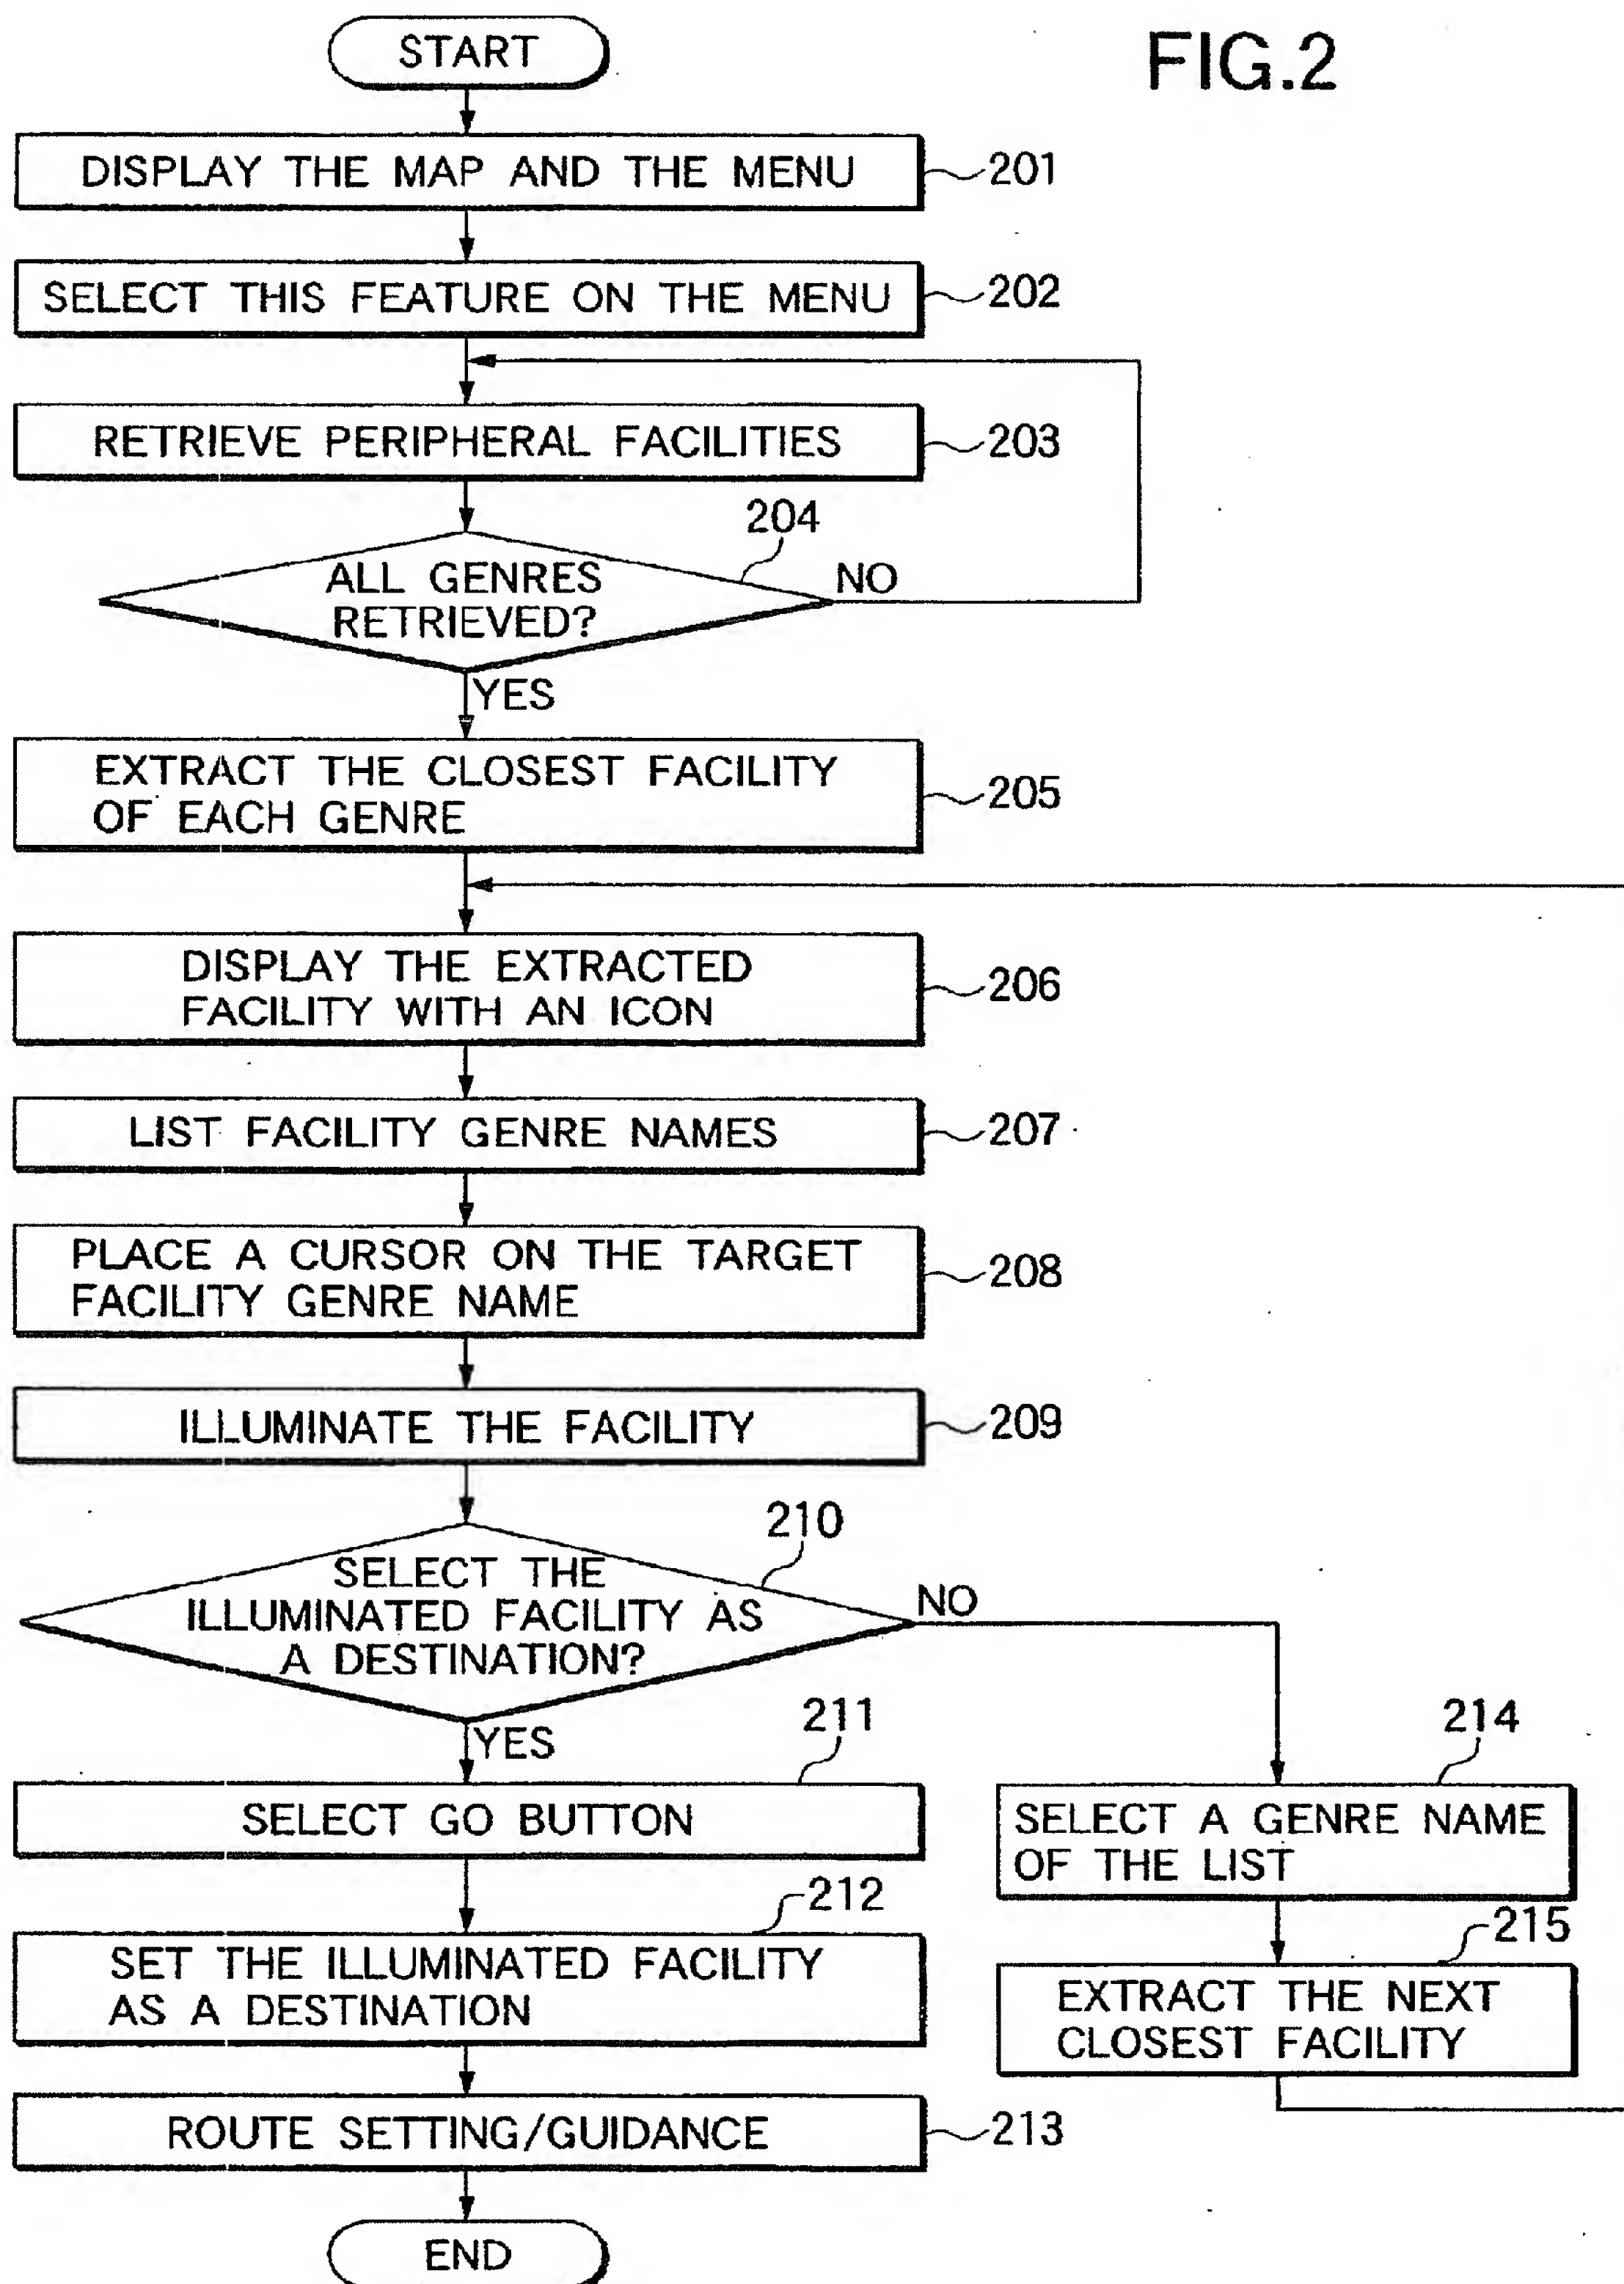 FIG.2
START
DISPLAY THE MAP AND THE MENU
201
SELECT THIS FEATURE ON THE MENU
202
RETRIEVE PERIPHERAL FACILITIES
203
204
ALL GENRES
RETRIEVED?
NO
YES
EXTRACT THE CLOSEST FACILITY
OF EACH GENRE
205
DISPLAY THE EXTRACTED
FACILITY WITH AN ICON
206
LIST FACILITY GENRE NAMES
207
PLACE A CURSOR ON THE TARGET
FACILITY GENRE NAME
208
ILLUMINATE THE FACILITY
209
210
SELECT THE
ILLUMINATED FACILITY AS
A DESTINATION?
NO
YES
211
SELECT GO BUTTON
212
SET THE ILLUMINATED FACILITY
AS A DESTINATION
ROUTE SETTING/GUIDANCE
213
END
214
SELECT A GENRE NAME
OF THE LIST
215
EXTRACT THE NEXT
CLOSEST FACILITY